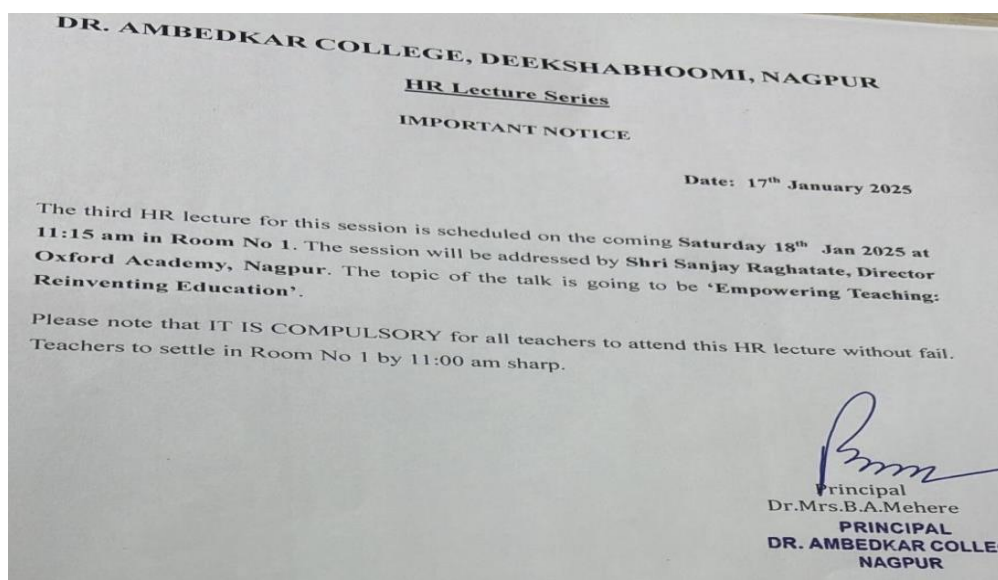 DR. AMBEDKAR COLLEGE, DEEKSHABHOOMI, NAGPUR
HR Lecture Series
IMPORTANT NOTICE
Date: 17th January 2025
The third HR lecture for this session is scheduled on the coming Saturday 18th Jan 2025 at
11:15 am in Room No 1. The session will be addressed by Shri Sanjay Raghatate, Director
Oxford Academy, Nagpur. The topic of the talk is going to be ‘Empowering Teaching:
Reinventing Education’.
Please note that IT IS COMPULSORY for all teachers to attend this HR lecture without fail.
Teachers to settle in Room No 1 by 11:00 am sharp.
Principal
Dr.Mrs.B.A.Mehere
PRINCIPAL
DR. AMBEDKAR COLLE
NAGPUR